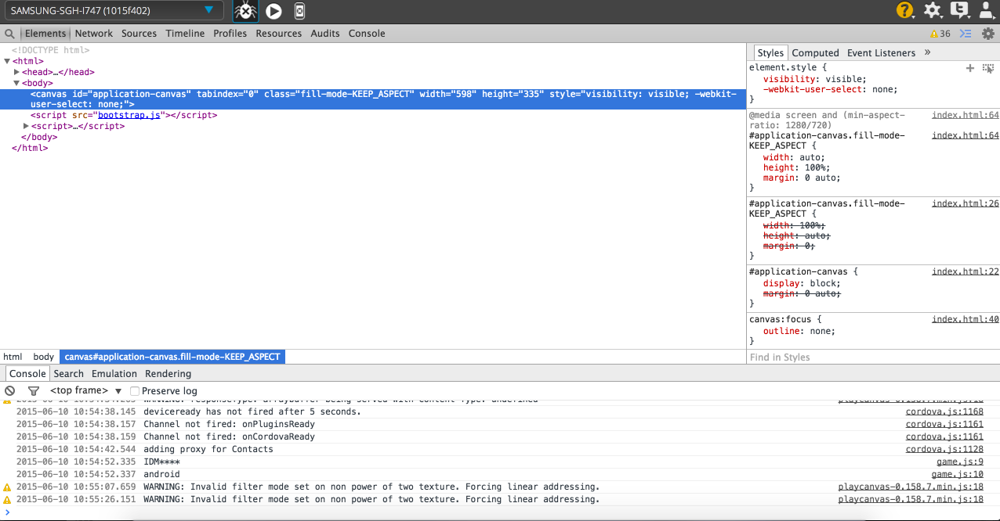 SAMSUNG-SGH-I747 (1015f402)
Elements Network Sources Timeline Profiles Resources Audits Console 36
<!DOCTYPE html>
<html>
<head>…</head>
<body>
<canvas id="application-canvas" tabindex="0" class="fill-mode-KEEP_ASPECT" width="598" height="335" style="visibility: visible; -webkit-
user-select: none;">
<script src="bootstrap.js"></script>
<script>…</script>
</body>
</html>
Styles Computed Event Listeners »
element.style {
visibility: visible;
-webkit-user-select: none;
}
@media screen and (min-aspect- index.html:64
ratio: 1280/720)
#application-canvas.fill-mode- index.html:64
KEEP_ASPECT {
width: auto;
height: 100%;
margin: 0 auto;
}
#application-canvas.fill-mode- index.html:26
KEEP_ASPECT {
width: 100%;
height: auto;
margin: 0;
}
#application-canvas { index.html:22
display: block;
margin: 0 auto;
}
canvas:focus { index.html:40
outline: none;
}
Find in Styles
html body canvas#application-canvas.fill-mode-KEEP_ASPECT
Console Search Emulation Rendering
<top frame> Preserve log
WARNING: responseType: arraybuffer being served with Content-Type: undefined playcanvas-0.158.7.min.js:18
2015-06-10 10:54:38.145 deviceready has not fired after 5 seconds. cordova.js:1168
2015-06-10 10:54:38.157 Channel not fired: onPluginsReady cordova.js:1161
2015-06-10 10:54:38.159 Channel not fired: onCordovaReady cordova.js:1161
2015-06-10 10:54:42.544 adding proxy for Contacts cordova.js:1128
2015-06-10 10:54:52.335 IDM**** game.js:9
2015-06-10 10:54:52.337 android game.js:10
2015-06-10 10:55:07.659 WARNING: Invalid filter mode set on non power of two texture. Forcing linear addressing. playcanvas-0.158.7.min.js:18
2015-06-10 10:55:26.151 WARNING: Invalid filter mode set on non power of two texture. Forcing linear addressing. playcanvas-0.158.7.min.js:18